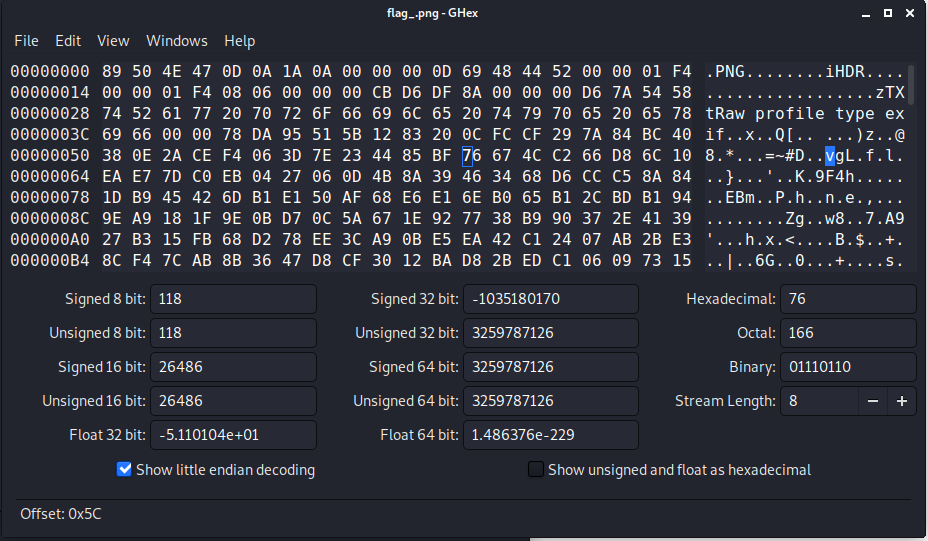 flag_.png - GHex
File Edit View Windows Help
00000000 89 50 4E 47 0D 0A 1A 0A 00 00 00 0D 69 48 44 52 00 00 01 F4 .PNG........iHDR....
00000014 00 00 01 F4 08 06 00 00 00 CB D6 DF 8A 00 00 00 D6 7A 54 58 .................zTX
00000028 74 52 61 77 20 70 72 6F 66 69 6C 65 20 74 79 70 65 20 65 78 tRaw profile type ex
0000003C 69 66 00 00 78 DA 95 51 5B 12 83 20 0C FC CF 29 7A 84 BC 40 if..x..Q[.. ...)z..@
00000050 38 0E 2A CE F4 06 3D 7E 23 44 85 BF 76 67 4C C2 66 D8 6C 10 8.*...=~#D..vgL.f.l.
00000064 EA E7 7D C0 EB 04 27 06 0D 4B 8A 39 46 34 68 D6 CC C5 8A 84 ..}...'..K.9F4h.....
00000078 1D B9 45 42 6D B1 E1 50 AF 68 6E E1 6E B0 65 B1 2C BD B1 94 ..EBm..P.hn.n.e.,...
0000008C 9E A9 18 1F 9E 0B D7 0C 5A 67 1E 92 77 38 B9 90 37 2E 41 39 ........Zg..w8..7.A9
000000A0 27 B3 15 FB 68 D2 78 EE 3C A9 0B E5 EA 42 C1 24 07 AB 2B E3 '...h.x.<....B.$..+.
000000B4 8C F4 7C AB 8B 36 47 D8 CF 30 12 BA D8 2B ED C1 06 09 73 15 ..|..6G..0...+....s.
Signed 8 bit: 118 Signed 32 bit: -1035180170 Hexadecimal: 76
Unsigned 8 bit: 118 Unsigned 32 bit: 3259787126 Octal: 166
Signed 16 bit: 26486 Signed 64 bit: 3259787126 Binary: 01110110
Unsigned 16 bit: 26486 Unsigned 64 bit: 3259787126 Stream Length: 8 − +
Float 32 bit: -5.110104e+01 Float 64 bit: 1.486376e-229
Show little endian decoding Show unsigned and float as hexadecimal
Offset: 0x5C